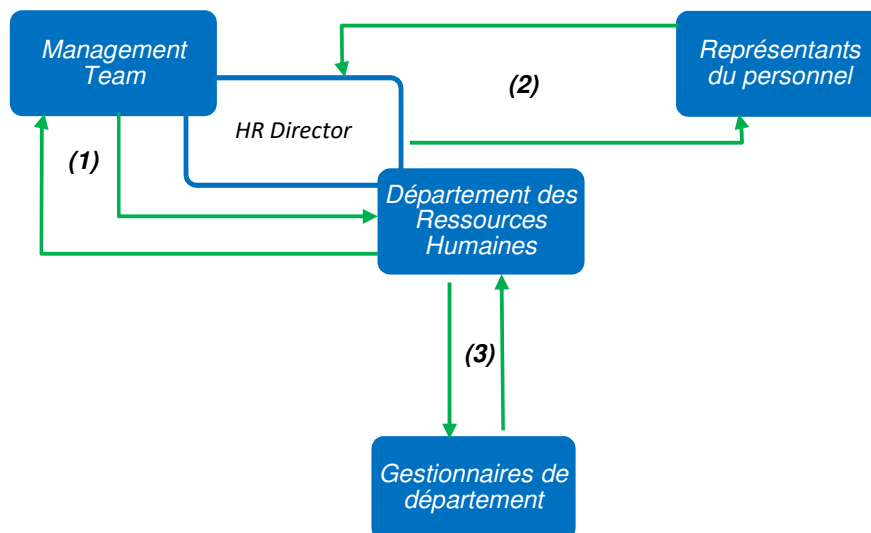 Management
Team
Représentants
du personnel
(2)
HR Director
(1)
Département des
Ressources
Humaines
(3)
Gestionnaires de
département